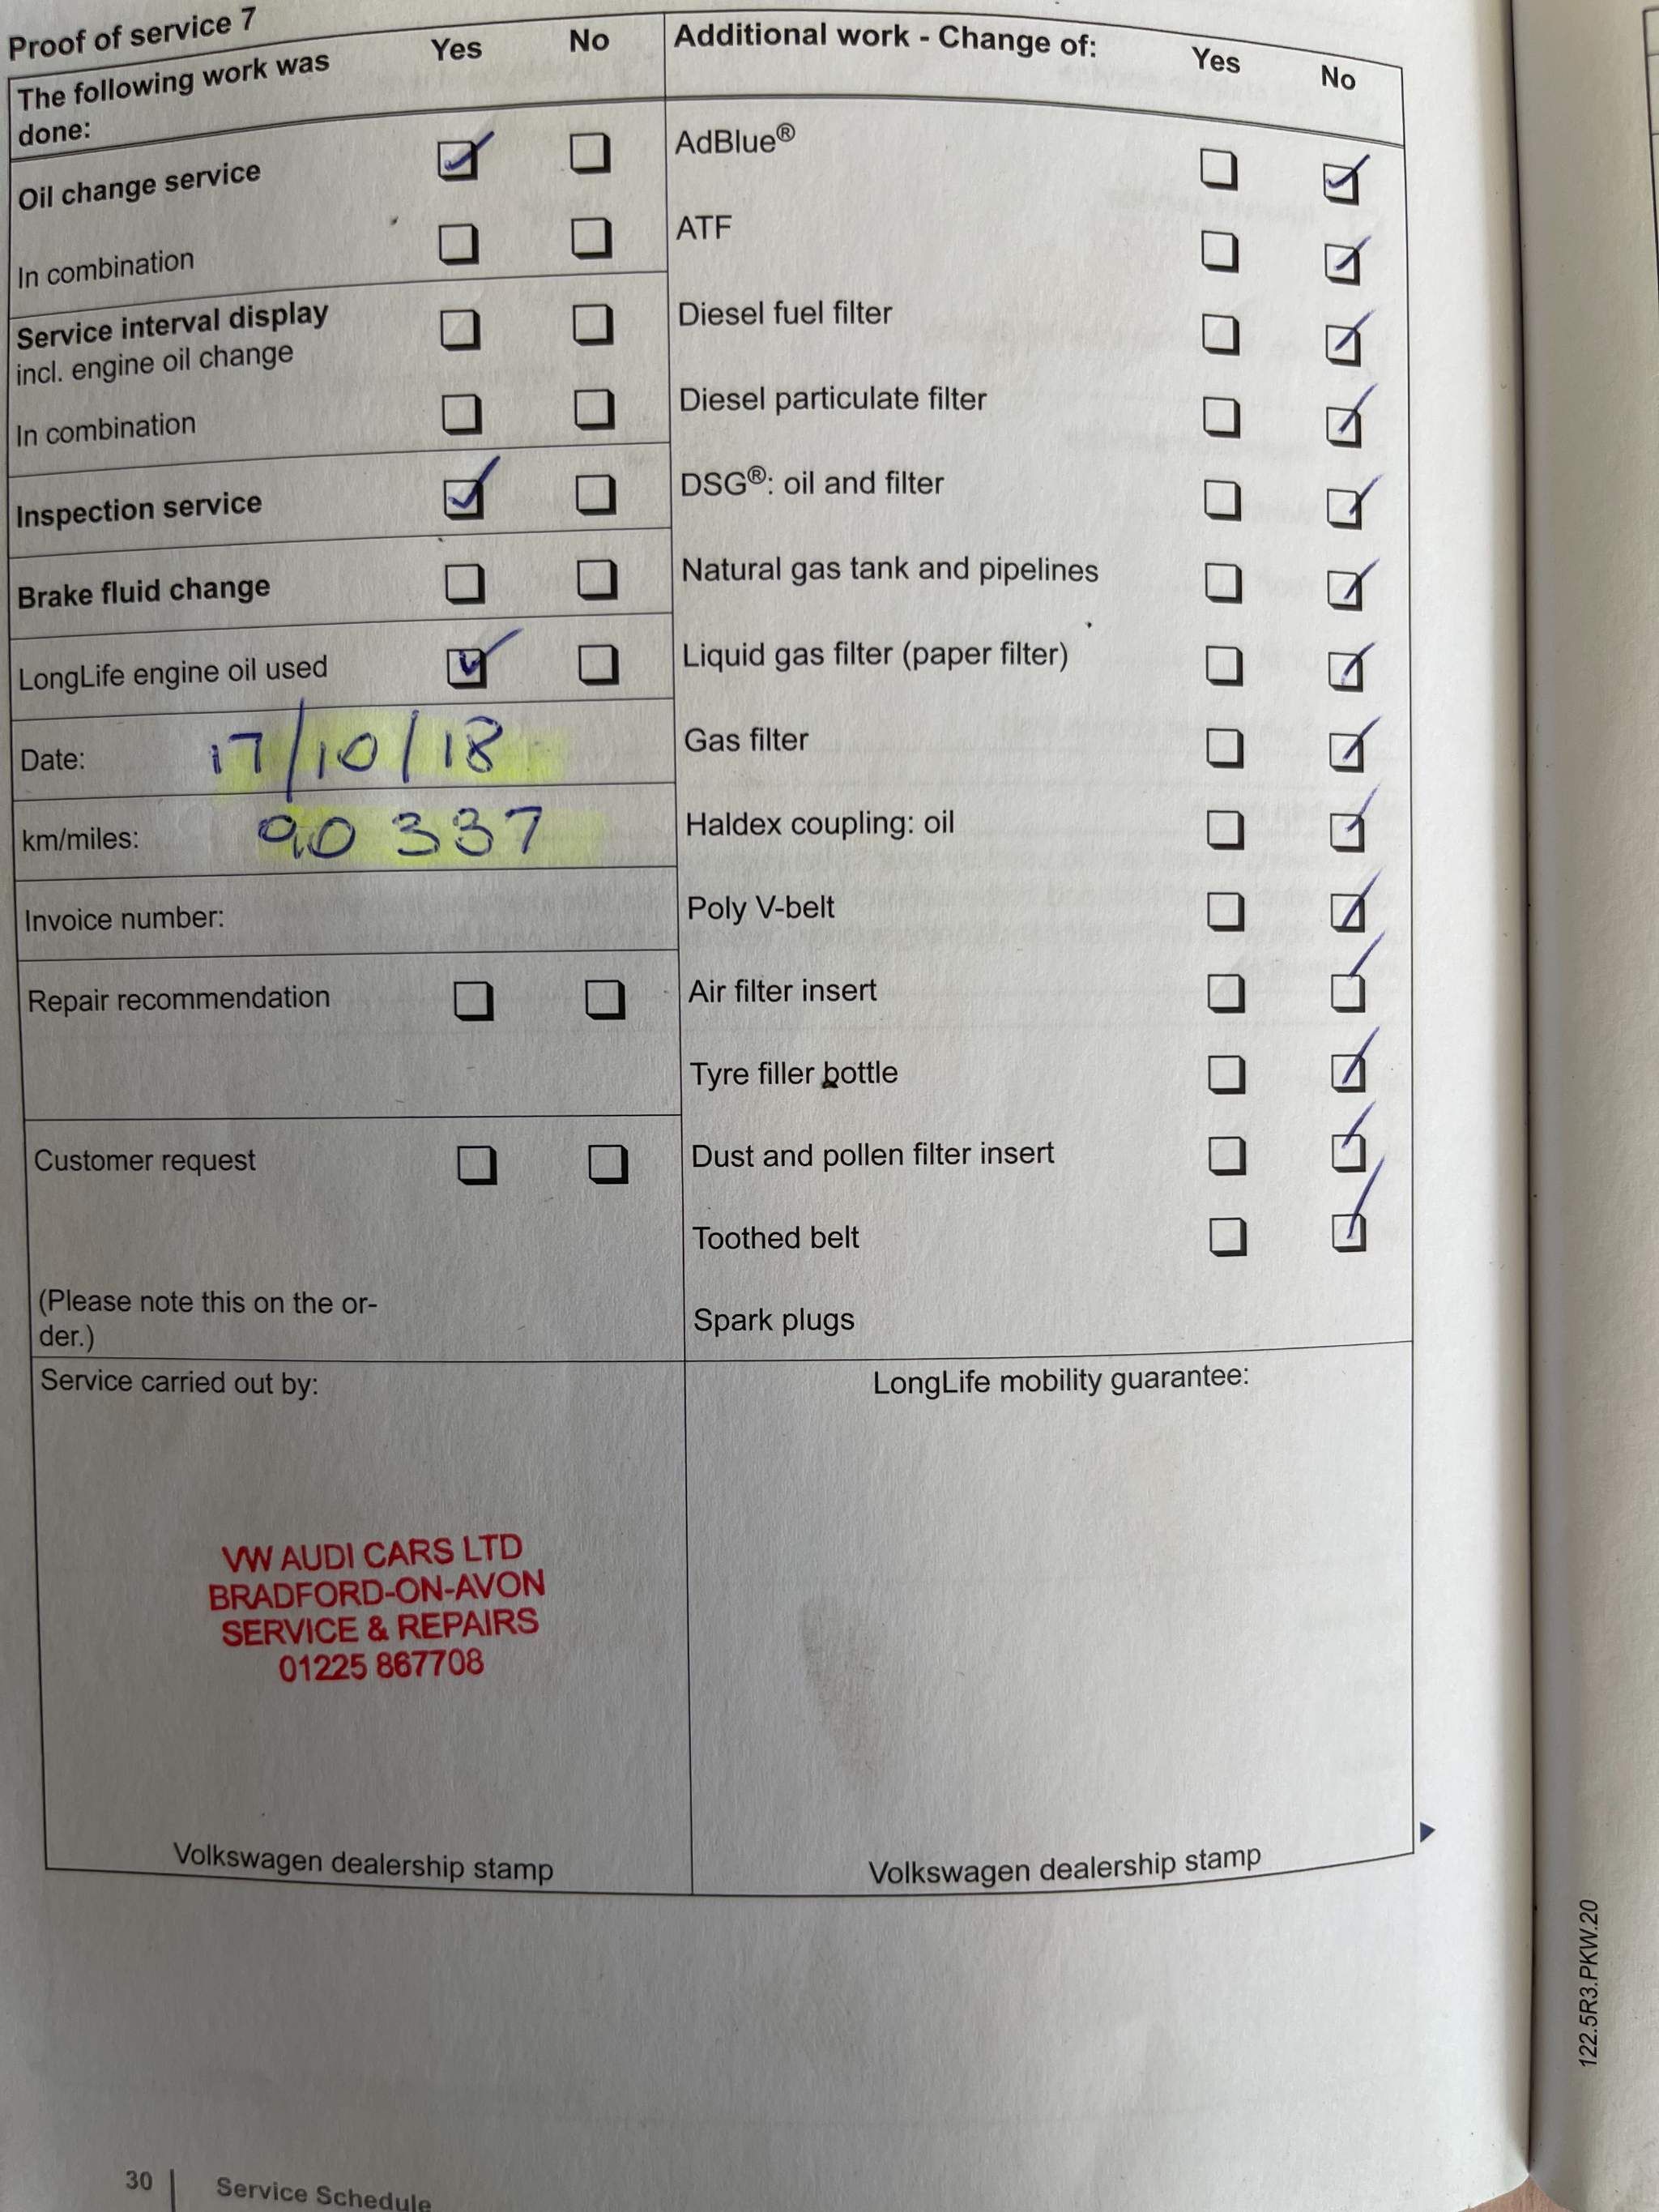 Proof of service 7
The following work was
done:
Yes
No
Oil change service
In combination
Service interval display
incl. engine oil change
In combination
Inspection service
Brake fluid change
LongLife engine oil used
Date: 17/10/18
km/miles: 90 337
Invoice number:
Repair recommendation
Customer request
(Please note this on the or-
der.)
Additional work - Change of:
Yes
No
AdBlue®
ATF
Diesel fuel filter
Diesel particulate filter
DSG®: oil and filter
Natural gas tank and pipelines
Liquid gas filter (paper filter)
Gas filter
Haldex coupling: oil
Poly V-belt
Air filter insert
Tyre filler bottle
Dust and pollen filter insert
Toothed belt
Spark plugs
Service carried out by:
VW AUDI CARS LTD
BRADFORD-ON-AVON
SERVICE & REPAIRS
01225 867708
Volkswagen dealership stamp
LongLife mobility guarantee:
Volkswagen dealership stamp
122.5R3.PKW.20
30 Service Schedule